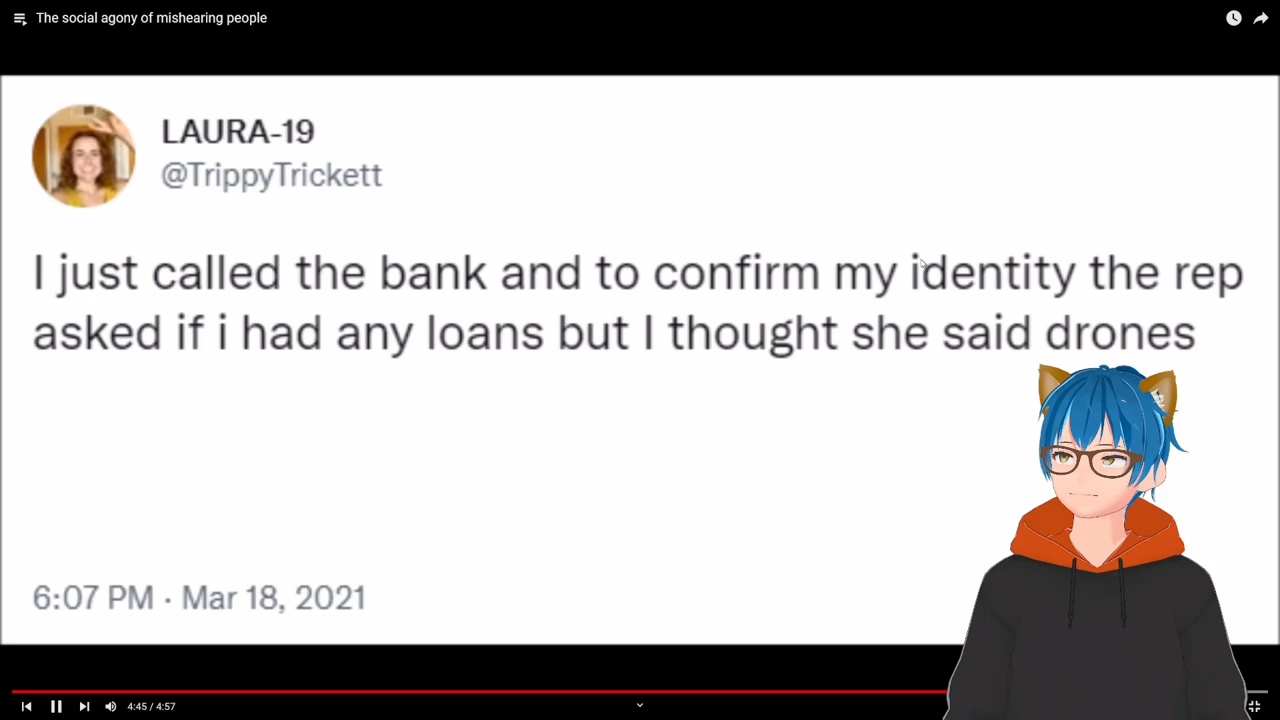 The social agony of mishearing people
LAURA-19
@TrippyTrickett
I just called the bank and to confirm my identity the rep
asked if i had any loans but I thought she said drones
6:07 PM · Mar 18, 2021
4:45 / 4:57